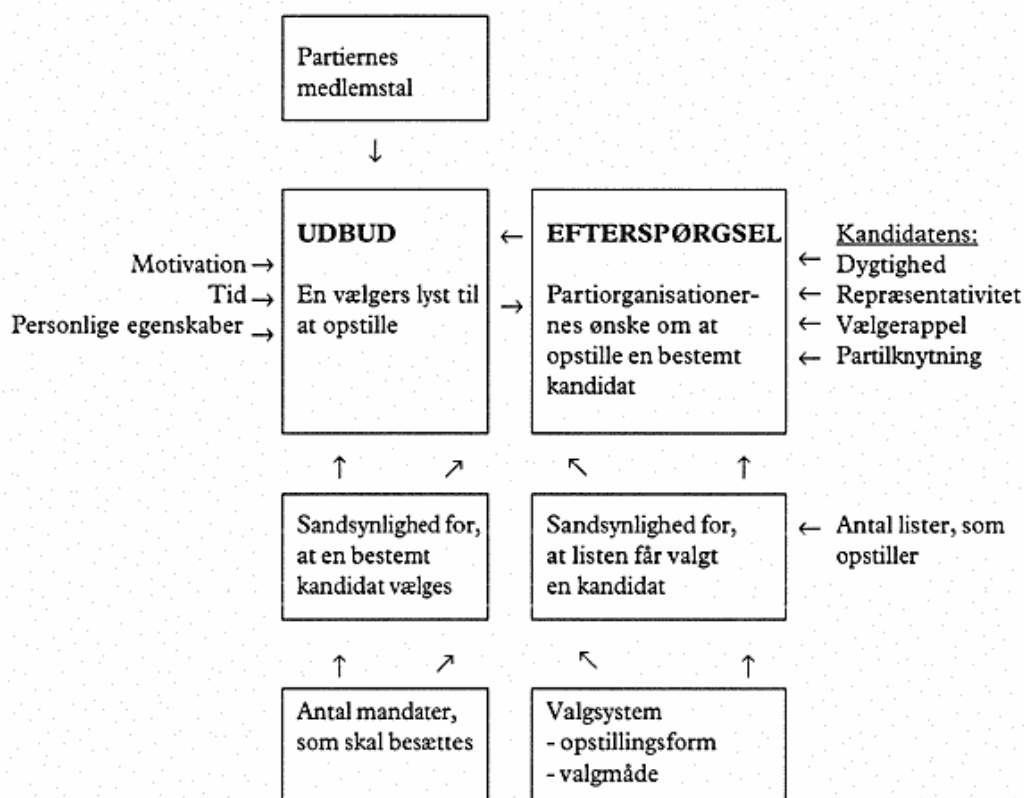 Partiernes
medlemstal
↓
Motivation →
Tid →
Personlige egenskaber →
UDBUD
En vælgers lyst til
at opstille
←
→
EFTERSPØRGSEL
Partiorganisationer-
nes ønske om at
opstille en bestemt
kandidat
Kandidatens:
← Dygtighed
← Repræsentativitet
← Vælgerappel
← Partilknytning
↑ ↗ ↖ ↑
Sandsynlighed for,
at en bestemt
kandidat vælges
Sandsynlighed for,
at listen får valgt
en kandidat
← Antal lister, som
opstiller
↑ ↗ ↖ ↑
Antal mandater,
som skal besættes
Valgsystem
- opstillingsform
- valgmåde